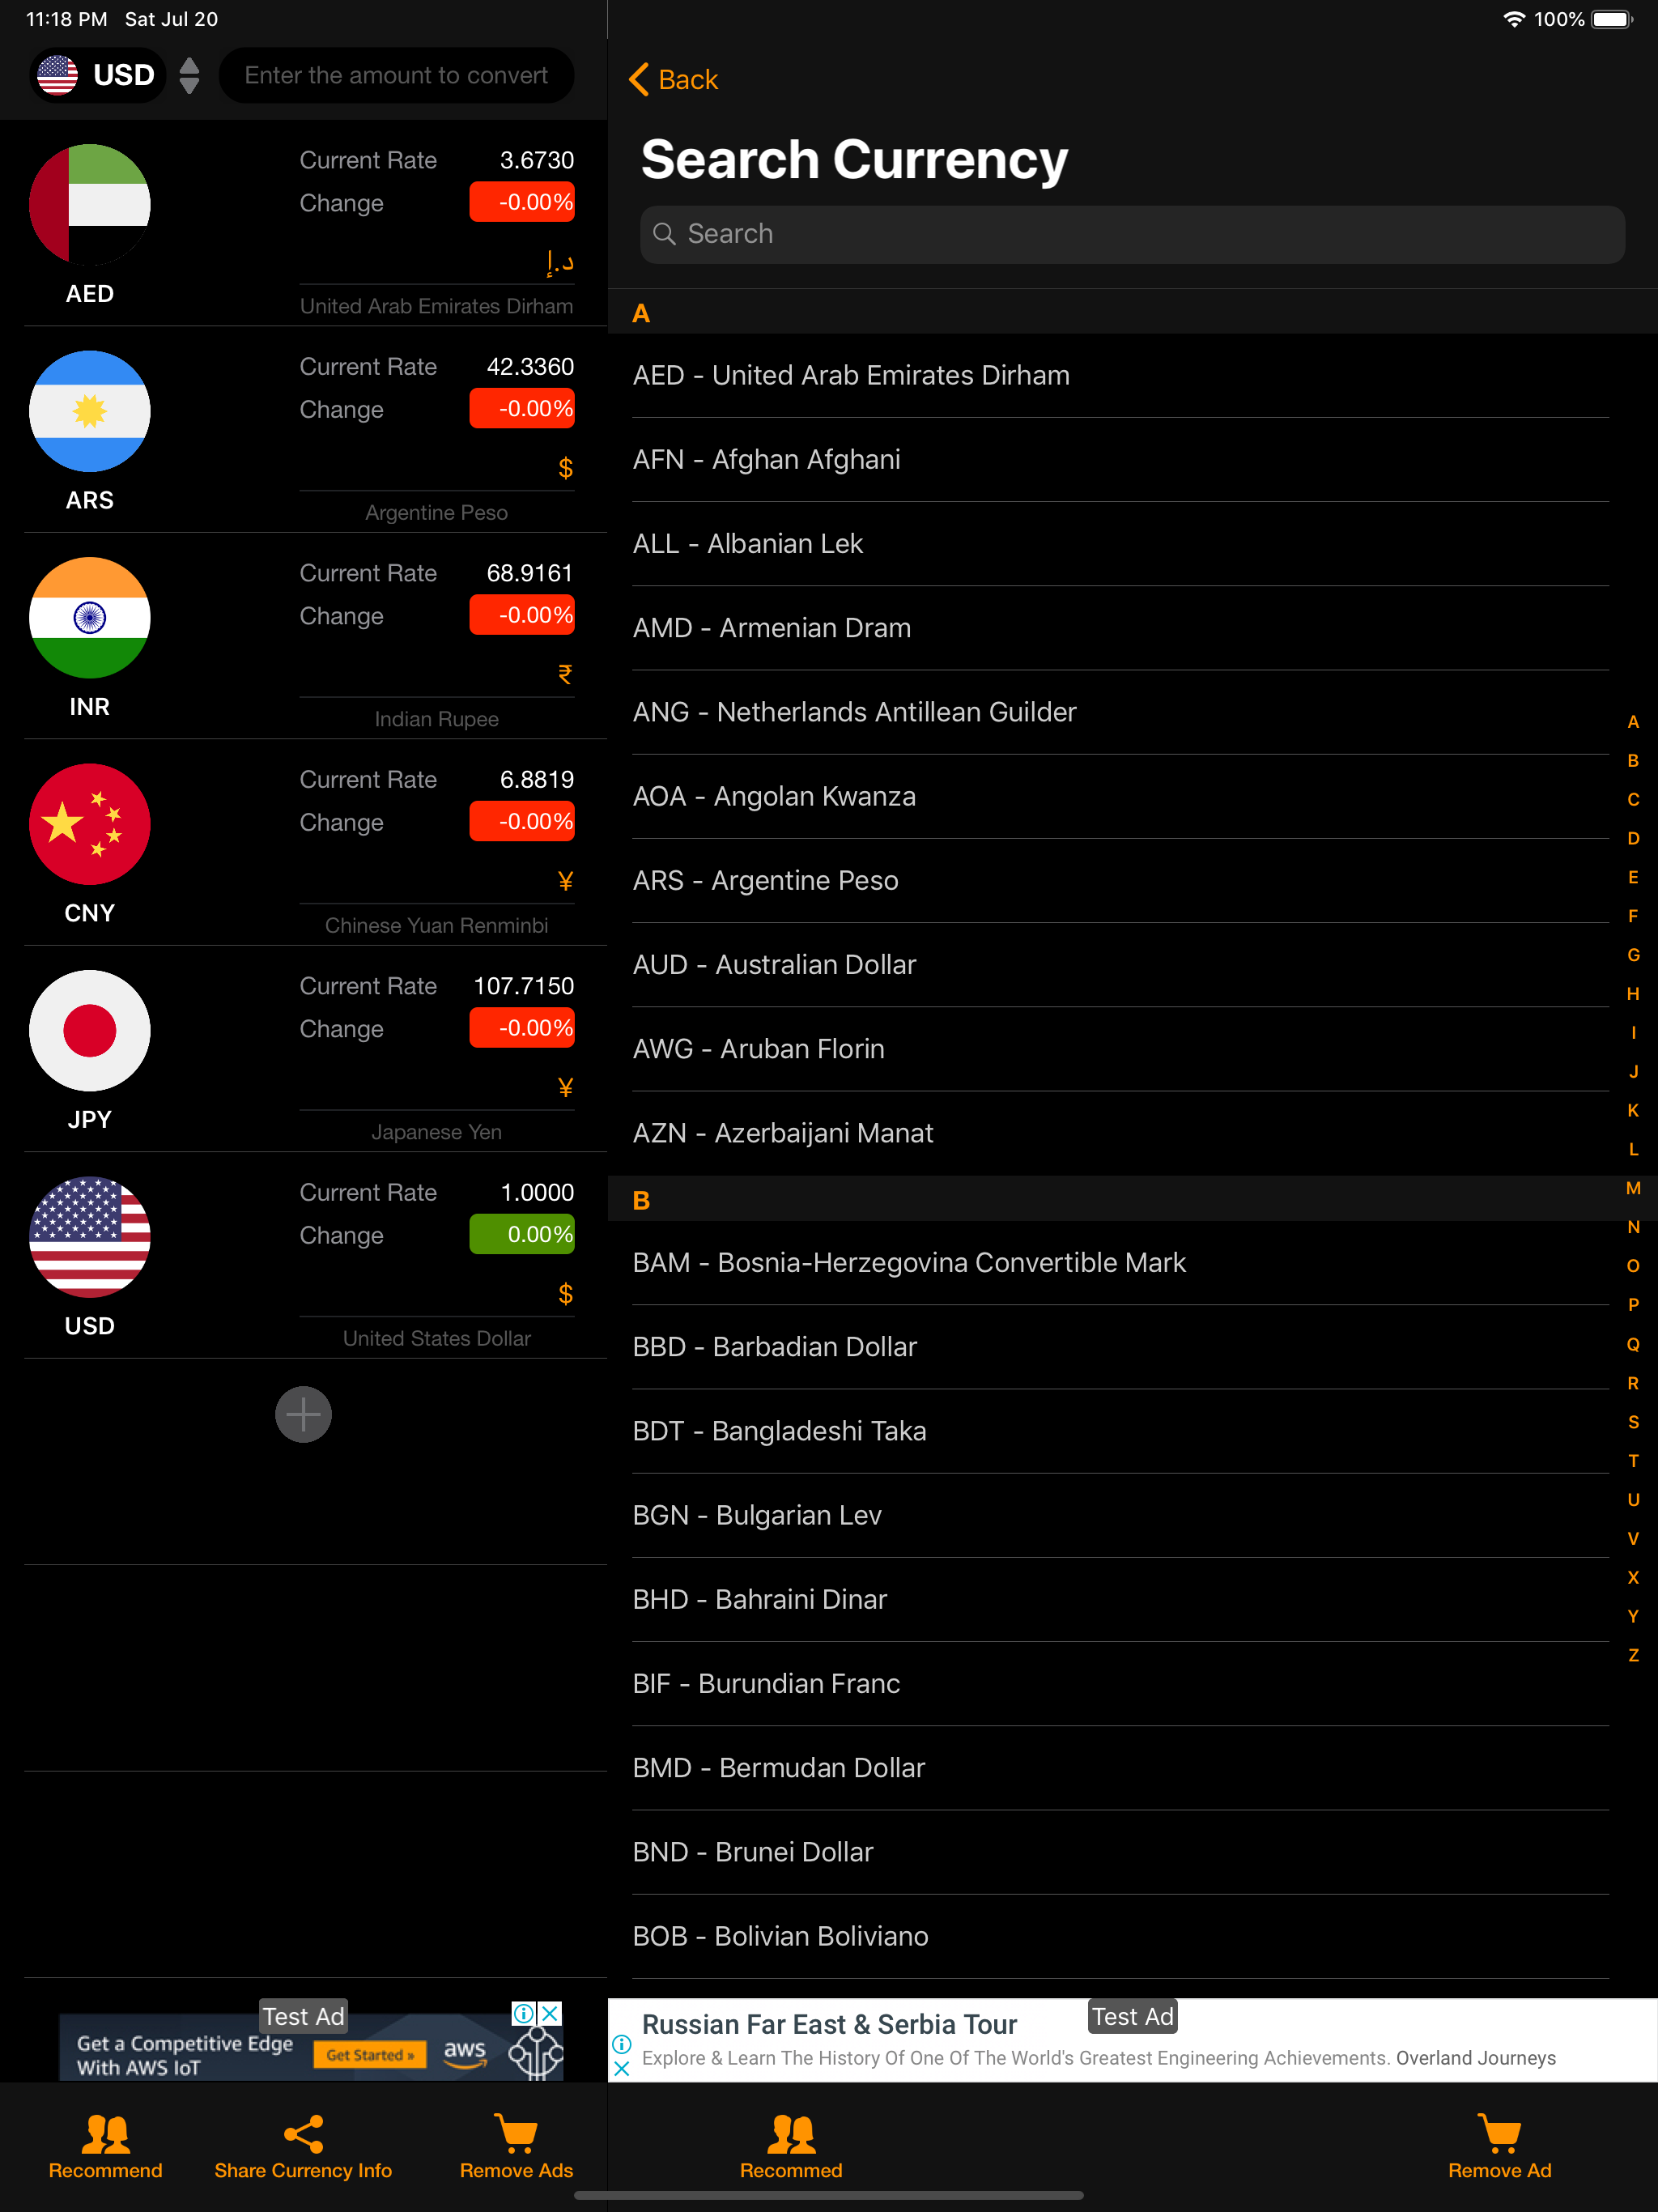 11:18 PM Sat Jul 20
100%
USD
Enter the amount to convert
Current Rate 3.6730
Change -0.00%
د.إ
AED
United Arab Emirates Dirham
Current Rate 42.3360
Change -0.00%
$
ARS
Argentine Peso
Current Rate 68.9161
Change -0.00%
₹
INR
Indian Rupee
Current Rate 6.8819
Change -0.00%
¥
CNY
Chinese Yuan Renminbi
Current Rate 107.7150
Change -0.00%
¥
JPY
Japanese Yen
Current Rate 1.0000
Change 0.00%
$
USD
United States Dollar
Test Ad
Get a Competitive Edge
With AWS IoT
Get Started »
aws
Recommend
Share Currency Info
Remove Ads
Back
Search Currency
Search
A
AED - United Arab Emirates Dirham
AFN - Afghan Afghani
ALL - Albanian Lek
AMD - Armenian Dram
ANG - Netherlands Antillean Guilder
AOA - Angolan Kwanza
ARS - Argentine Peso
AUD - Australian Dollar
AWG - Aruban Florin
AZN - Azerbaijani Manat
B
BAM - Bosnia-Herzegovina Convertible Mark
BBD - Barbadian Dollar
BDT - Bangladeshi Taka
BGN - Bulgarian Lev
BHD - Bahraini Dinar
BIF - Burundian Franc
BMD - Bermudan Dollar
BND - Brunei Dollar
BOB - Bolivian Boliviano
A
B
C
D
E
F
G
H
I
J
K
L
M
N
O
P
Q
R
S
T
U
V
X
Y
Z
Russian Far East & Serbia Tour
Test Ad
Explore & Learn The History Of One Of The World's Greatest Engineering Achievements. Overland Journeys
Recommed
Remove Ad